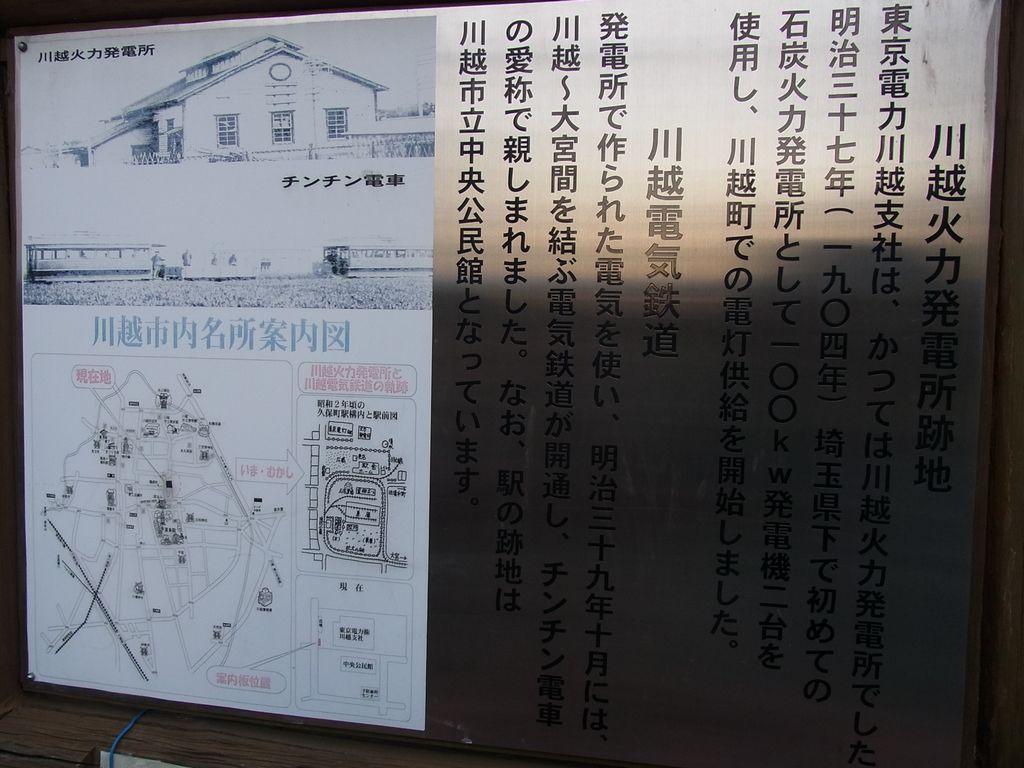 川越火力発電所跡地
東京電力川越支社は、かつては川越火力発電所でした
明治三十七年(一九〇四年)埼玉県下で初めての
石炭火力発電所として一〇〇kw発電機二台を
使用し、川越町での電灯供給を開始しました。
川越電気鉄道
発電所で作られた電気を使い、明治三十九年十月には、
川越〜大宮間を結ぶ電気鉄道が開通し、チンチン電車
の愛称で親しまれました。なお、駅の跡地は
川越市立中央公民館となっています。
川越火力発電所
チンチン電車
川越市内名所案内図
現在地
川越火力発電所と
川越電気鉄道の軌跡
昭和2年頃の
久保町駅構内と駅前図
いま・むかし
大宮
現在
東京電力㈱
川越支社
中央公民館
案内板位置